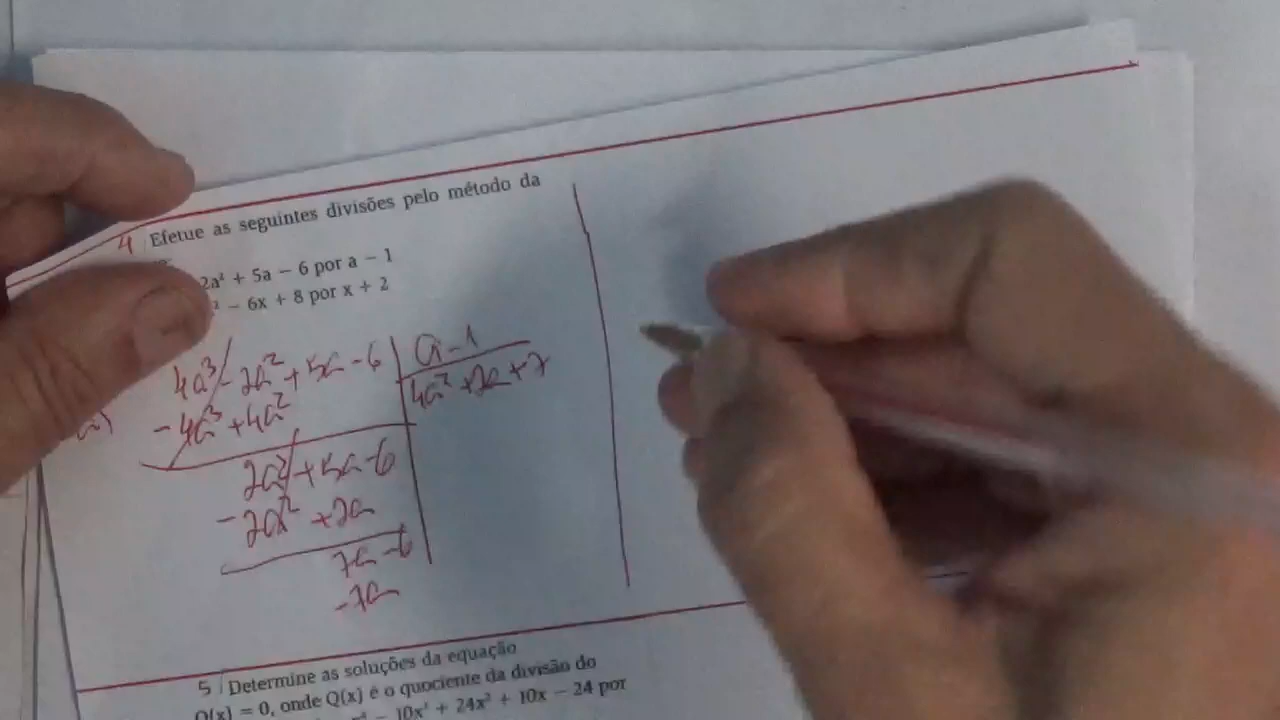 4 Efetue as seguintes divisões pelo método da
2a² + 5a − 6 por a − 1
² − 6x + 8 por x + 2
4a³ - 2a² + 5a - 6 a - 1
- 4a³ + 4a² 4a² + 2a + 7
a)
2a² + 5a - 6
- 2a² + 2a
7a - 6
- 7a
5 Determine as soluções da equação
Q(x) = 0, onde Q(x) é o quociente da divisão do
− 10x³ + 24x² + 10x − 24 por